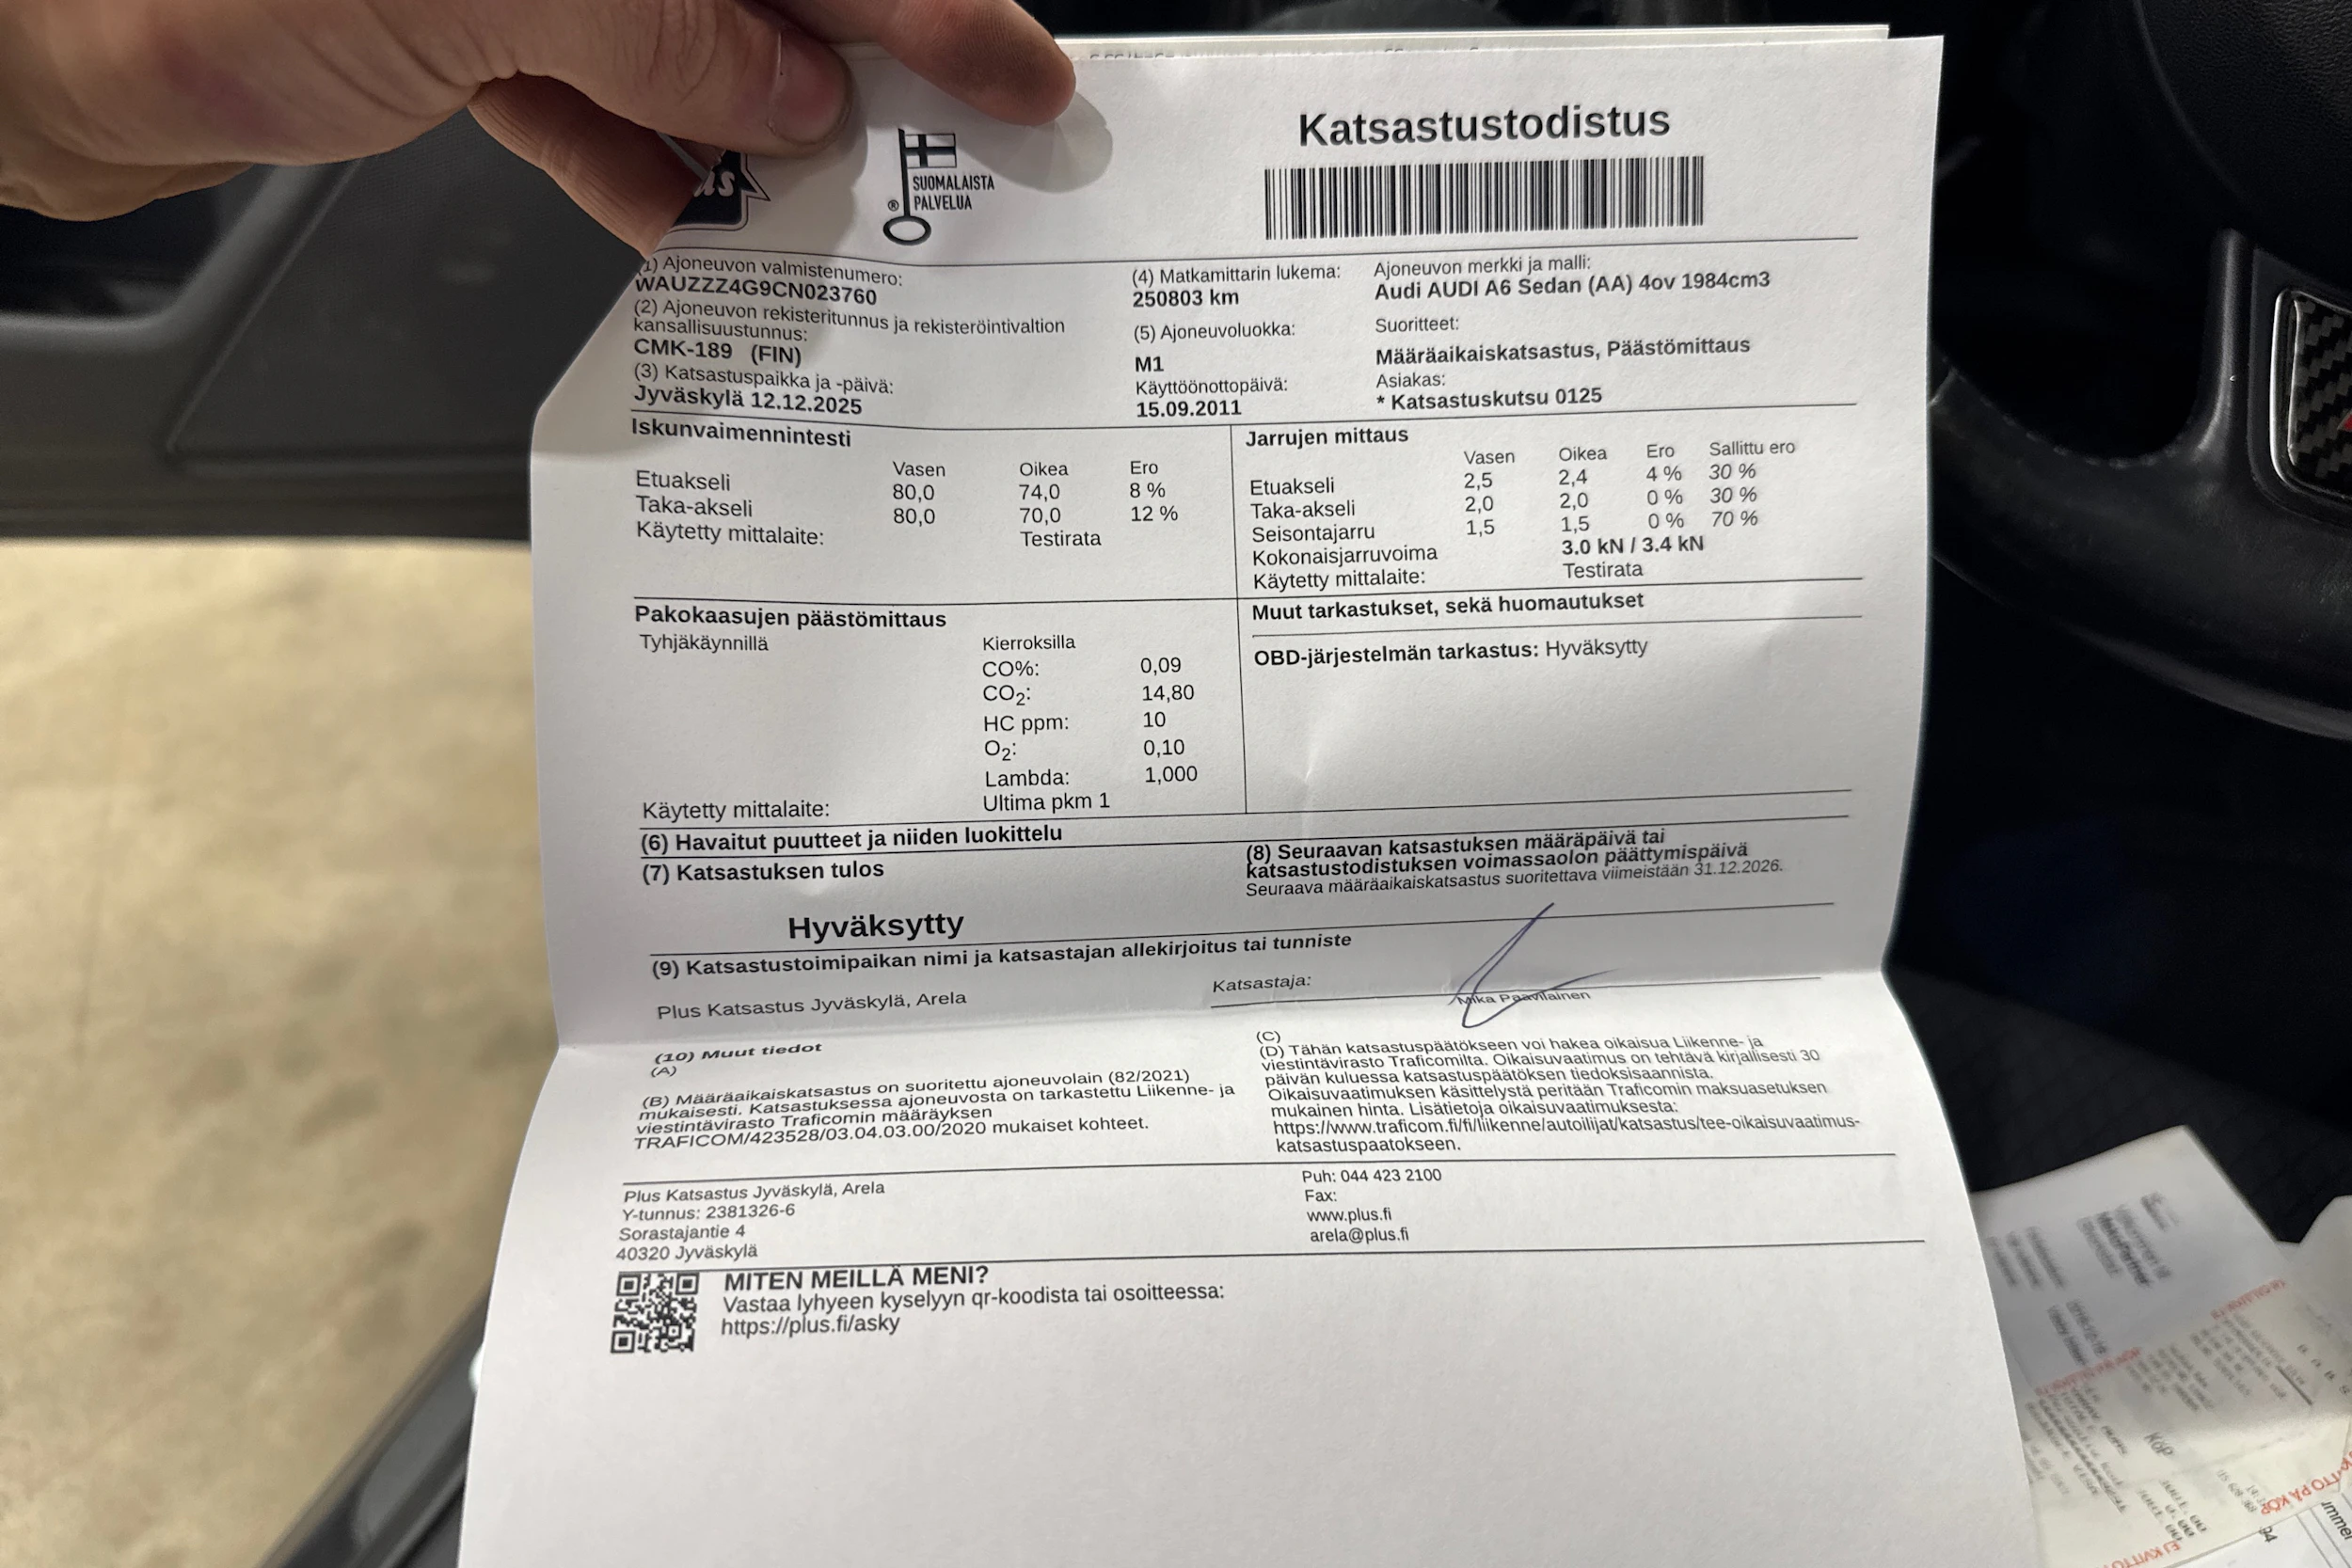 us
SUOMALAISTA
® PALVELUA
Katsastustodistus
(1) Ajoneuvon valmistenumero:
WAUZZZ4G9CN023760
(2) Ajoneuvon rekisteritunnus ja rekisteröintivaltion
kansallisuustunnus:
CMK-189 (FIN)
(3) Katsastuspaikka ja -päivä:
Jyväskylä 12.12.2025
(4) Matkamittarin lukema:
250803 km
(5) Ajoneuvoluokka:
M1
Käyttöönottopäivä:
15.09.2011
Ajoneuvon merkki ja malli:
Audi AUDI A6 Sedan (AA) 4ov 1984cm3
Suoritteet:
Määräaikaiskatsastus, Päästömittaus
Asiakas:
* Katsastuskutsu 0125
Iskunvaimennintesti
Vasen Oikea Ero
Etuakseli 80,0 74,0 8 %
Taka-akseli 80,0 70,0 12 %
Käytetty mittalaite: Testirata
Jarrujen mittaus
Vasen Oikea Ero Sallittu ero
Etuakseli 2,5 2,4 4 % 30 %
Taka-akseli 2,0 2,0 0 % 30 %
Seisontajarru 1,5 1,5 0 % 70 %
Kokonaisjarruvoima 3.0 kN / 3.4 kN
Käytetty mittalaite: Testirata
Pakokaasujen päästömittaus
Tyhjäkäynnillä Kierroksilla
CO%: 0,09
CO2: 14,80
HC ppm: 10
O2: 0,10
Lambda: 1,000
Käytetty mittalaite: Ultima pkm 1
Muut tarkastukset, sekä huomautukset
OBD-järjestelmän tarkastus: Hyväksytty
(6) Havaitut puutteet ja niiden luokittelu
(7) Katsastuksen tulos
Hyväksytty
(8) Seuraavan katsastuksen määräpäivä tai
katsastustodistuksen voimassaolon päättymispäivä
Seuraava määräaikaiskatsastus suoritettava viimeistään 31.12.2026.
(9) Katsastustoimipaikan nimi ja katsastajan allekirjoitus tai tunniste
Plus Katsastus Jyväskylä, Arela
Katsastaja:
Mika Paavilainen
(10) Muut tiedot
(A)
(B) Määräaikaiskatsastus on suoritettu ajoneuvolain (82/2021)
mukaisesti. Katsastuksessa ajoneuvosta on tarkastettu Liikenne- ja
viestintävirasto Traficomin määräyksen
TRAFICOM/423528/03.04.03.00/2020 mukaiset kohteet.
(C)
(D) Tähän katsastuspäätökseen voi hakea oikaisua Liikenne- ja
viestintävirasto Traficomilta. Oikaisuvaatimus on tehtävä kirjallisesti 30
päivän kuluessa katsastuspäätöksen tiedoksisaannista.
Oikaisuvaatimuksen käsittelystä peritään Traficomin maksuasetuksen
mukainen hinta. Lisätietoja oikaisuvaatimuksesta:
https://www.traficom.fi/fi/liikenne/autoilijat/katsastus/tee-oikaisuvaatimus-
katsastuspaatokseen.
Plus Katsastus Jyväskylä, Arela
Y-tunnus: 2381326-6
Sorastajantie 4
40320 Jyväskylä
Puh: 044 423 2100
Fax:
www.plus.fi
arela@plus.fi
MITEN MEILLÄ MENI?
Vastaa lyhyeen kyselyyn qr-koodista tai osoitteessa:
https://plus.fi/asky